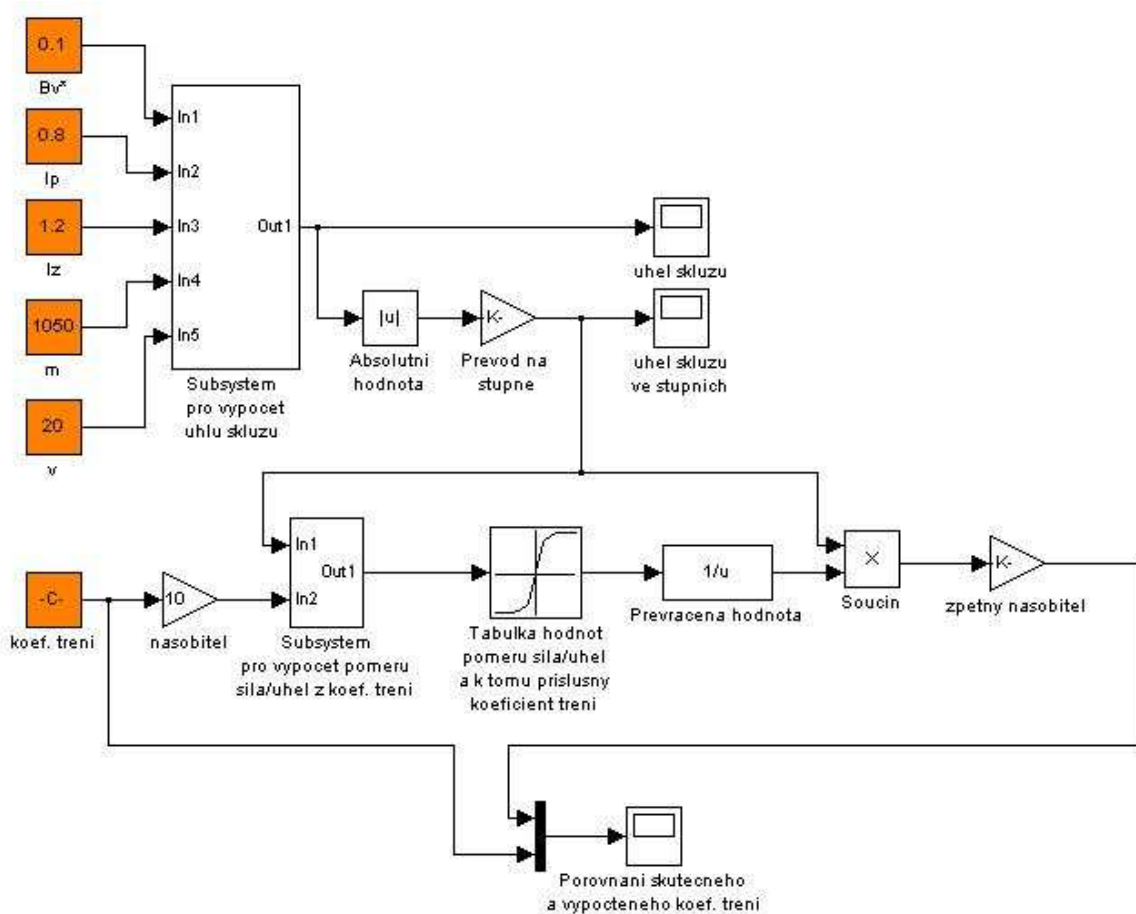 0.1
Bv*
In1
0.8
lp
In2
1.2
lz
In3
Out1
uhel skluzu
1050
m
In4
|u|
Absolutni
hodnota
K-
Prevod na
stupne
uhel skluzu
ve stupnich
20
v
In5
Subsystem
pro vypocet
uhlu skluzu
-C-
koef. treni
10
nasobitel
In1
Out1
In2
Subsystem
pro vypocet pomeru
sila/uhel z koef. treni
Tabulka hodnot
pomeru sila/uhel
a k tomu prislusny
koeficient treni
1/u
Prevracena hodnota
×
Soucin
K-
zpetny nasobitel
Porovnani skutecneho
a vypocteneho koef. treni